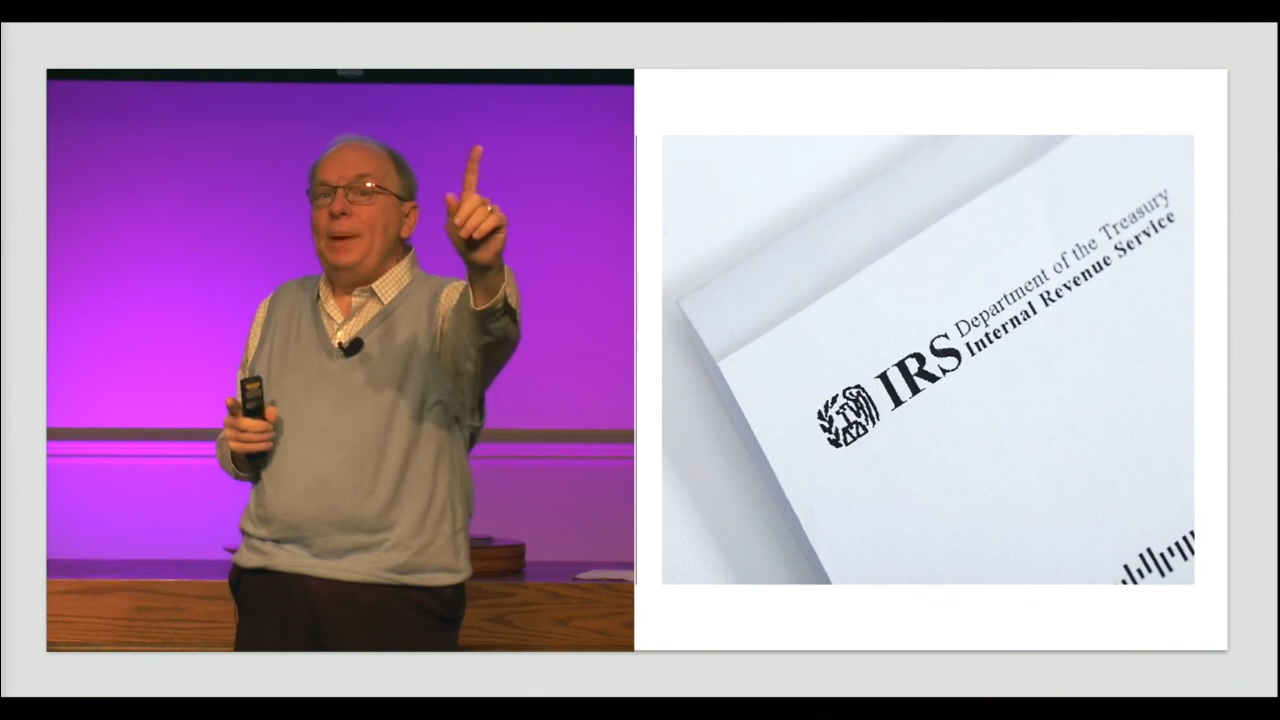 IRS Department of the Treasury
Internal Revenue Service